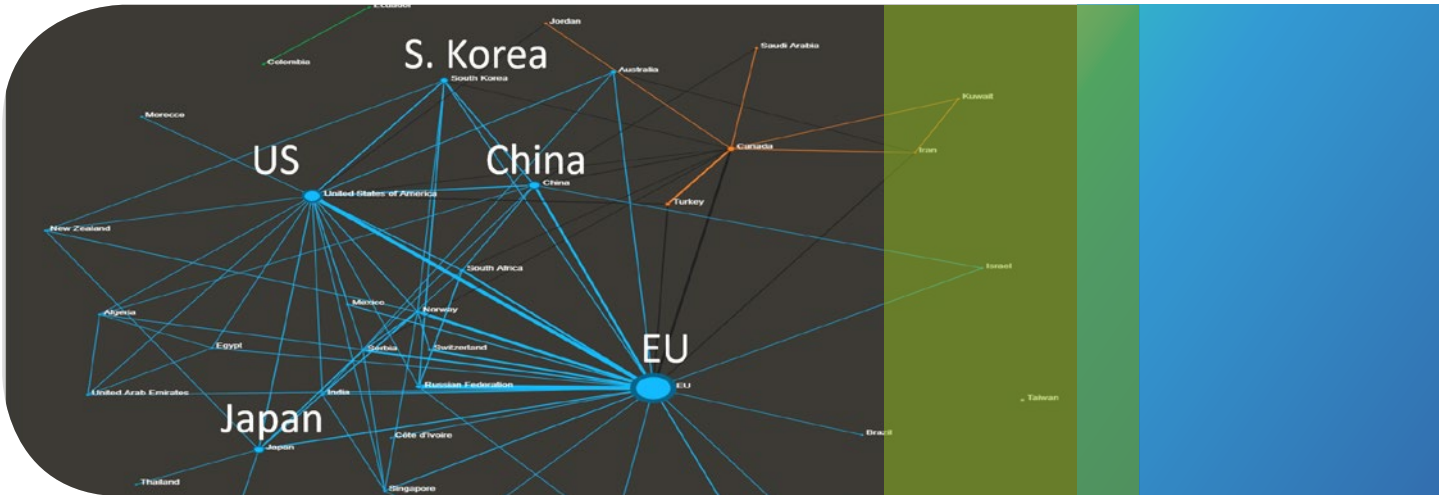 Ecuador
Jordan
S. Korea
Saudi Arabia
Colombia
Australia
South Korea
Kuwait
Morocco
Canada
Iran
US
China
China
United States of America
Turkey
New Zealand
South Africa
Israel
Mexico
Norway
Algeria
Egypt
Serbia
Switzerland
EU
EU
Russian Federation
United Arab Emirates
India
Taiwan
Japan
Japan
Côte d'Ivoire
Brazil
Thailand
Singapore